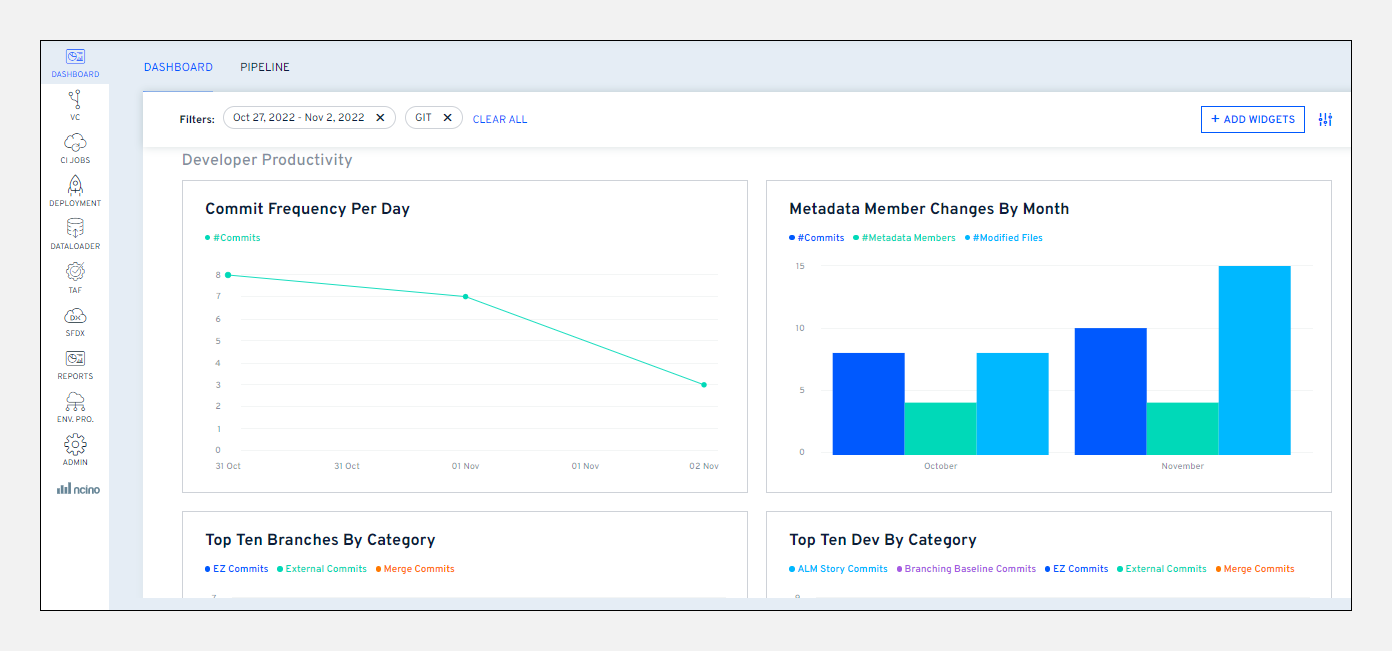 DASHBOARD
VC
CI JOBS
DEPLOYMENT
DATALOADER
TAF
DX
SFDX
REPORTS
ENV. PRO.
ADMIN
ncino
DASHBOARD PIPELINE
Filters: Oct 27, 2022 - Nov 2, 2022 ✕ GIT ✕ CLEAR ALL
+ ADD WIDGETS
Developer Productivity
Commit Frequency Per Day
#Commits
8
7
6
5
4
3
2
1
0
31 Oct 31 Oct 01 Nov 01 Nov 02 Nov
Metadata Member Changes By Month
#Commits #Metadata Members #Modified Files
15
10
5
0
October November
Top Ten Branches By Category
EZ Commits External Commits Merge Commits
Top Ten Dev By Category
ALM Story Commits Branching Baseline Commits EZ Commits External Commits Merge Commits